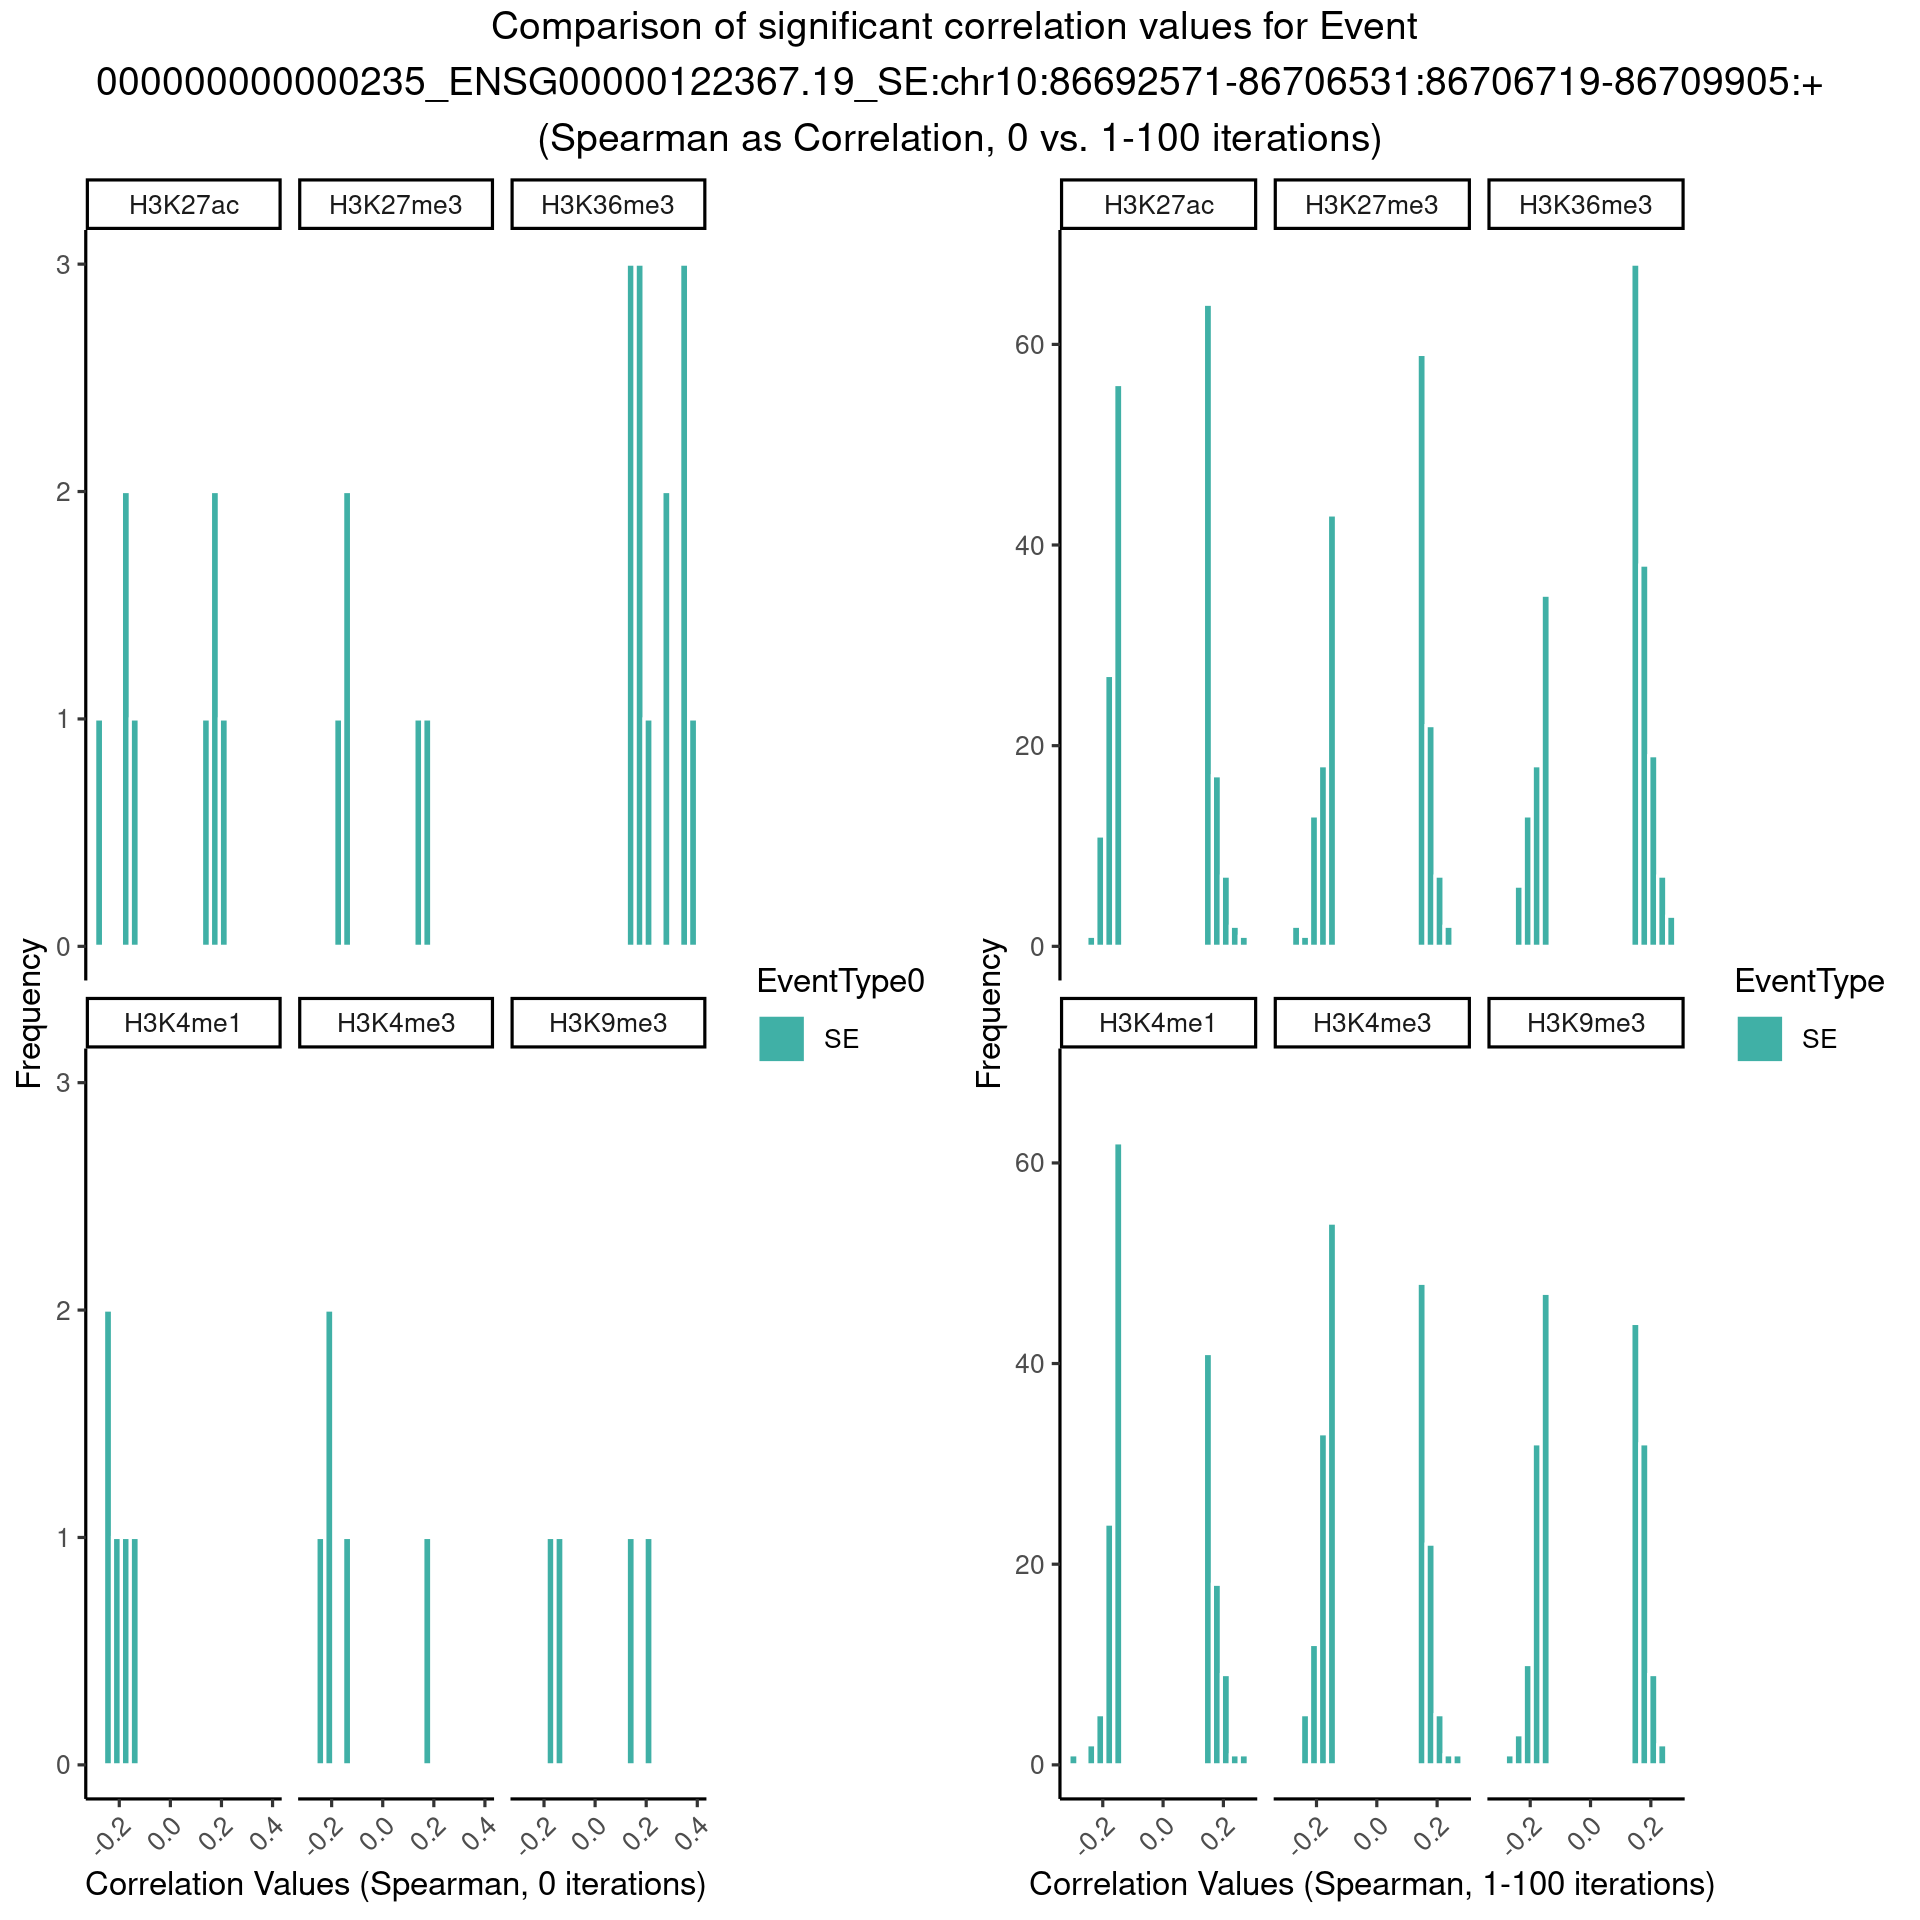 Comparison of significant correlation values for Event
000000000000235_ENSG00000122367.19_SE:chr10:86692571-86706531:86706719-86709905:+
(Spearman as Correlation, 0 vs. 1-100 iterations)
H3K27ac H3K27me3 H3K36me3
3
2
1
0
H3K4me1 H3K4me3 H3K9me3
3
2
1
0
Frequency
-0.2 0.0 0.2 0.4 -0.2 0.0 0.2 0.4 -0.2 0.0 0.2 0.4
Correlation Values (Spearman, 0 iterations)
EventType0
SE
H3K27ac H3K27me3 H3K36me3
60
40
20
0
H3K4me1 H3K4me3 H3K9me3
60
40
20
0
Frequency
-0.2 0.0 0.2 -0.2 0.0 0.2 -0.2 0.0 0.2
Correlation Values (Spearman, 1-100 iterations)
EventType
SE